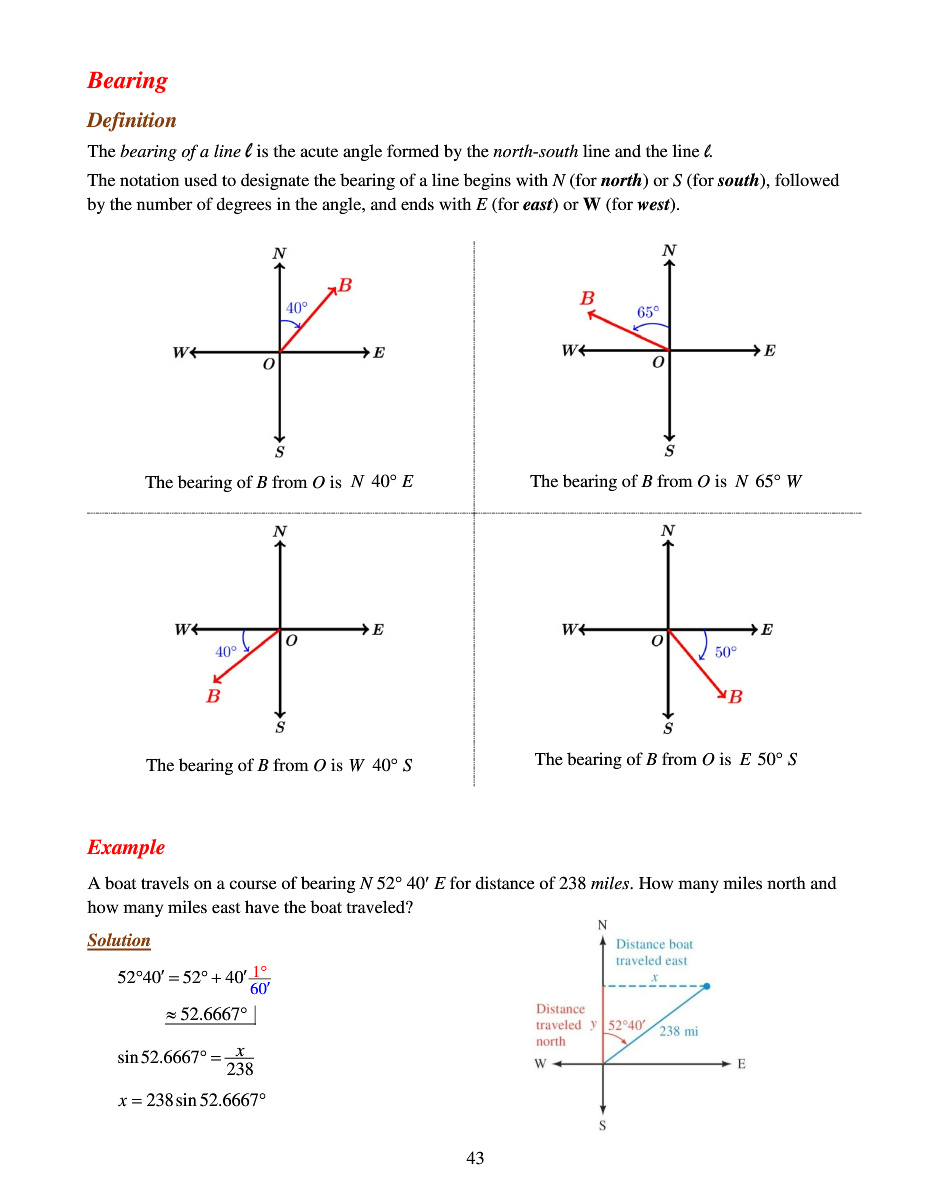 Bearing
Definition
The bearing of a line ℓ is the acute angle formed by the north-south line and the line ℓ.
The notation used to designate the bearing of a line begins with N (for north) or S (for south), followed
by the number of degrees in the angle, and ends with E (for east) or W (for west).
N
B
40°
W
E
O
S
The bearing of B from O is N 40° E
N
B
65°
W
E
O
S
The bearing of B from O is N 65° W
N
W
E
O
40°
B
S
The bearing of B from O is W 40° S
N
W
E
O
50°
B
S
The bearing of B from O is E 50° S
Example
A boat travels on a course of bearing N 52° 40′ E for distance of 238 miles. How many miles north and
how many miles east have the boat traveled?
Solution
52°40′ = 52° + 40′ 1°/60′
≈ 52.6667°
sin 52.6667° = x/238
x = 238 sin 52.6667°
N
Distance boat
traveled east
x
Distance
traveled y 52°40′
north
238 mi
W
E
S
43